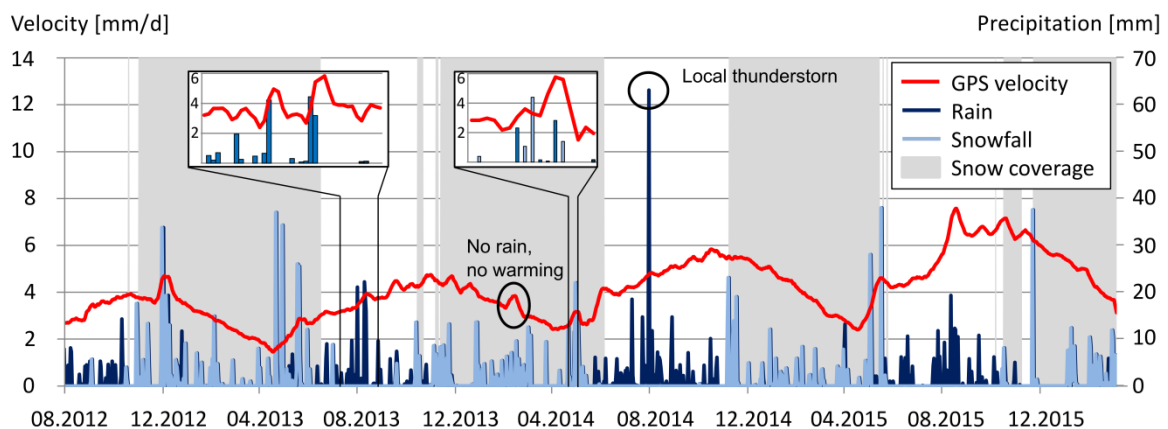 Velocity [mm/d]
Precipitation [mm]
14
12
10
8
6
4
2
0
6
4
2
6
4
2
Local thunderstorn
No rain,
no warming
GPS velocity
Rain
Snowfall
Snow coverage
70
60
50
40
30
20
10
0
08.2012 12.2012 04.2013 08.2013 12.2013 04.2014 08.2014 12.2014 04.2015 08.2015 12.2015